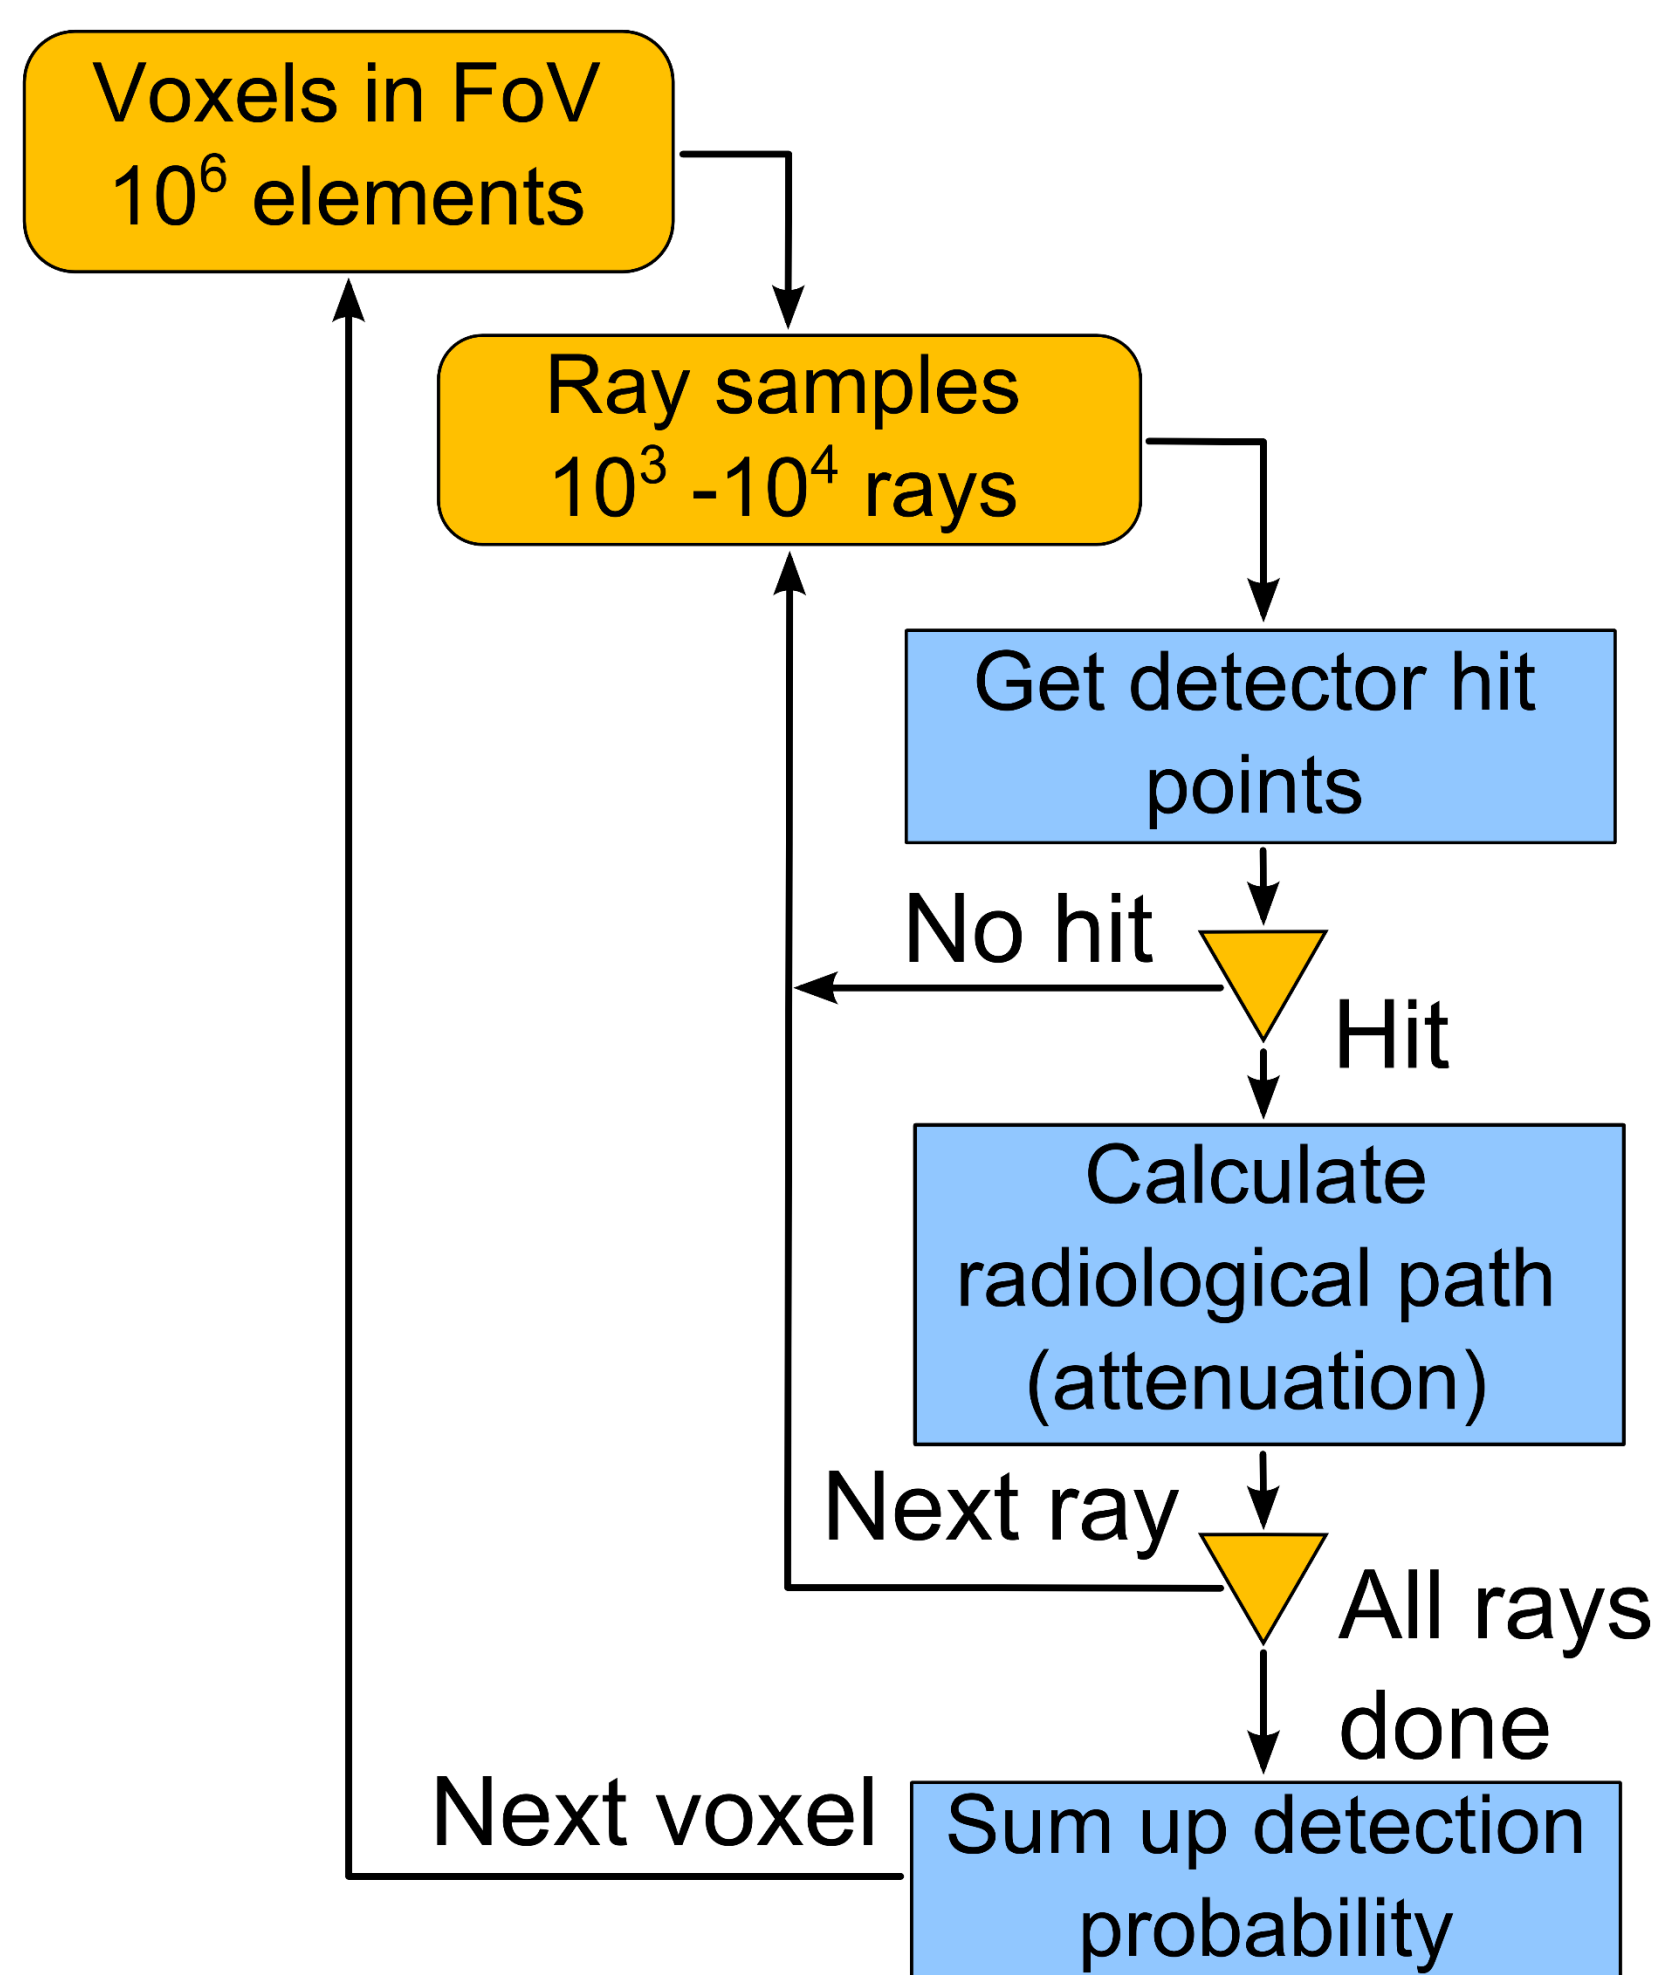 Voxels in FoV
10⁶ elements
Ray samples
10³ -10⁴ rays
Get detector hit
points
No hit
Hit
Calculate
radiological path
(attenuation)
Next ray
All rays
done
Next voxel
Sum up detection
probability